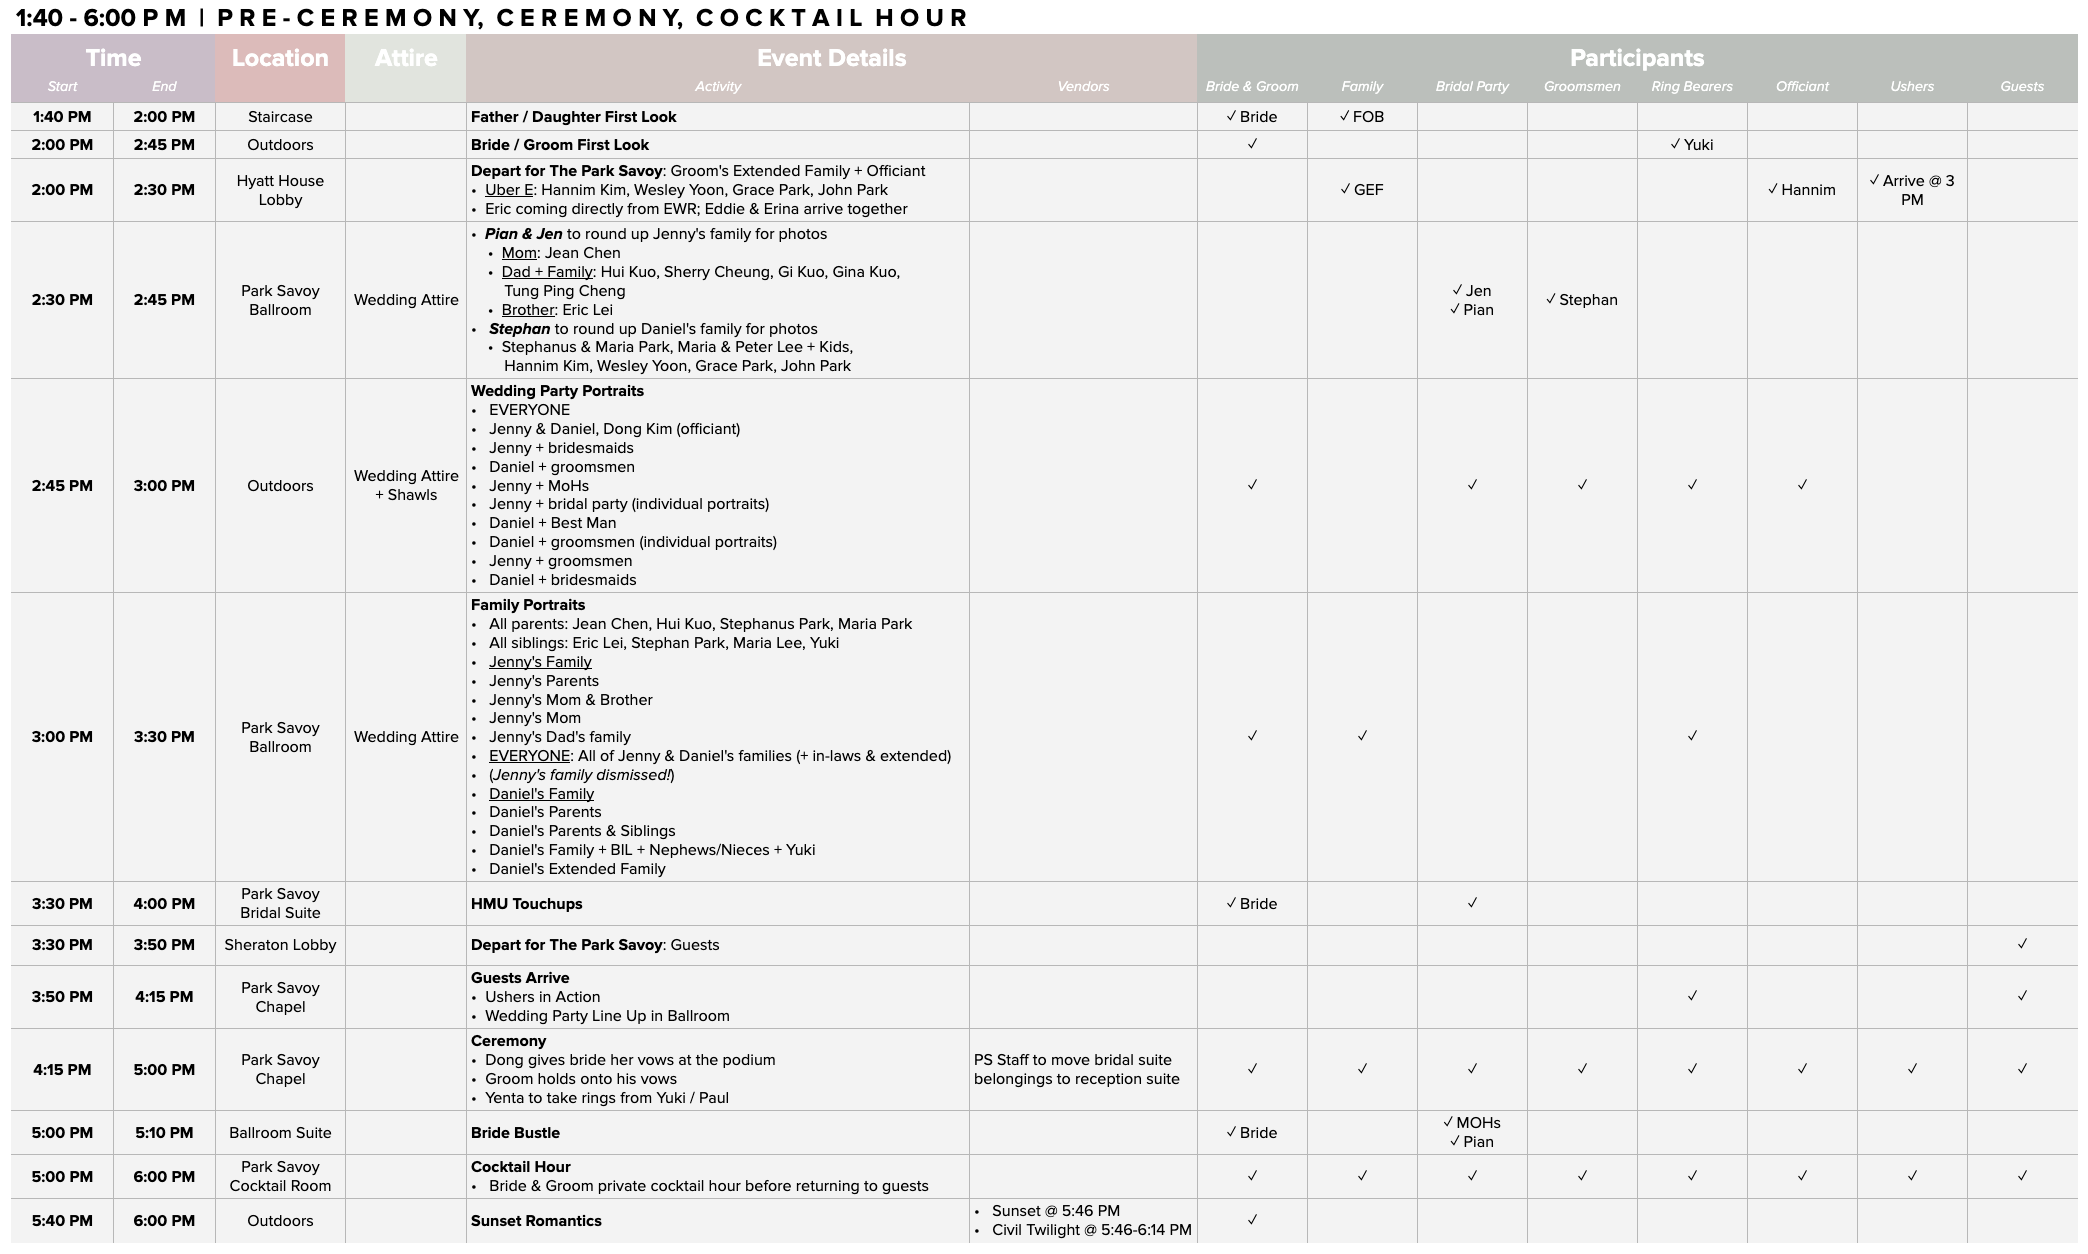 1:40 - 6:00 PM | PRE-CEREMONY, CEREMONY, COCKTAIL HOUR
Time Location Attire Event Details Participants
Start End Activity Vendors Bride & Groom Family Bridal Party Groomsmen Ring Bearers Officiant Ushers Guests
1:40 PM 2:00 PM Staircase Father / Daughter First Look ✓ Bride ✓ FOB
2:00 PM 2:45 PM Outdoors Bride / Groom First Look ✓ ✓ Yuki
2:00 PM 2:30 PM Hyatt House
Lobby
Depart for The Park Savoy: Groom's Extended Family + Officiant
• Uber E: Hannim Kim, Wesley Yoon, Grace Park, John Park
• Eric coming directly from EWR; Eddie & Erina arrive together
✓ GEF ✓ Hannim ✓ Arrive @ 3
PM
2:30 PM 2:45 PM Park Savoy
Ballroom
Wedding Attire
• Pian & Jen to round up Jenny's family for photos
• Mom: Jean Chen
• Dad + Family: Hui Kuo, Sherry Cheung, Gi Kuo, Gina Kuo,
Tung Ping Cheng
• Brother: Eric Lei
• Stephan to round up Daniel's family for photos
• Stephanus & Maria Park, Maria & Peter Lee + Kids,
Hannim Kim, Wesley Yoon, Grace Park, John Park
✓ Jen
✓ Pian
✓ Stephan
2:45 PM 3:00 PM Outdoors Wedding Attire
+ Shawls
Wedding Party Portraits
• EVERYONE
• Jenny & Daniel, Dong Kim (officiant)
• Jenny + bridesmaids
• Daniel + groomsmen
• Jenny + MoHs
• Jenny + bridal party (individual portraits)
• Daniel + Best Man
• Daniel + groomsmen (individual portraits)
• Jenny + groomsmen
• Daniel + bridesmaids
✓ ✓ ✓ ✓ ✓
3:00 PM 3:30 PM Park Savoy
Ballroom
Wedding Attire
Family Portraits
• All parents: Jean Chen, Hui Kuo, Stephanus Park, Maria Park
• All siblings: Eric Lei, Stephan Park, Maria Lee, Yuki
• Jenny's Family
• Jenny's Parents
• Jenny's Mom & Brother
• Jenny's Mom
• Jenny's Dad's family
• EVERYONE: All of Jenny & Daniel's families (+ in-laws & extended)
• (Jenny's family dismissed!)
• Daniel's Family
• Daniel's Parents
• Daniel's Parents & Siblings
• Daniel's Family + BIL + Nephews/Nieces + Yuki
• Daniel's Extended Family
✓ ✓ ✓
3:30 PM 4:00 PM Park Savoy
Bridal Suite
HMU Touchups ✓ Bride ✓
3:30 PM 3:50 PM Sheraton Lobby Depart for The Park Savoy: Guests ✓
3:50 PM 4:15 PM Park Savoy
Chapel
Guests Arrive
• Ushers in Action
• Wedding Party Line Up in Ballroom
✓ ✓
4:15 PM 5:00 PM Park Savoy
Chapel
Ceremony
• Dong gives bride her vows at the podium
• Groom holds onto his vows
• Yenta to take rings from Yuki / Paul
PS Staff to move bridal suite
belongings to reception suite
✓ ✓ ✓ ✓ ✓ ✓ ✓ ✓
5:00 PM 5:10 PM Ballroom Suite Bride Bustle ✓ Bride ✓ MOHs
✓ Pian
5:00 PM 6:00 PM Park Savoy
Cocktail Room
Cocktail Hour
• Bride & Groom private cocktail hour before returning to guests
✓ ✓ ✓ ✓ ✓ ✓ ✓ ✓
5:40 PM 6:00 PM Outdoors Sunset Romantics
• Sunset @ 5:46 PM
• Civil Twilight @ 5:46-6:14 PM
✓